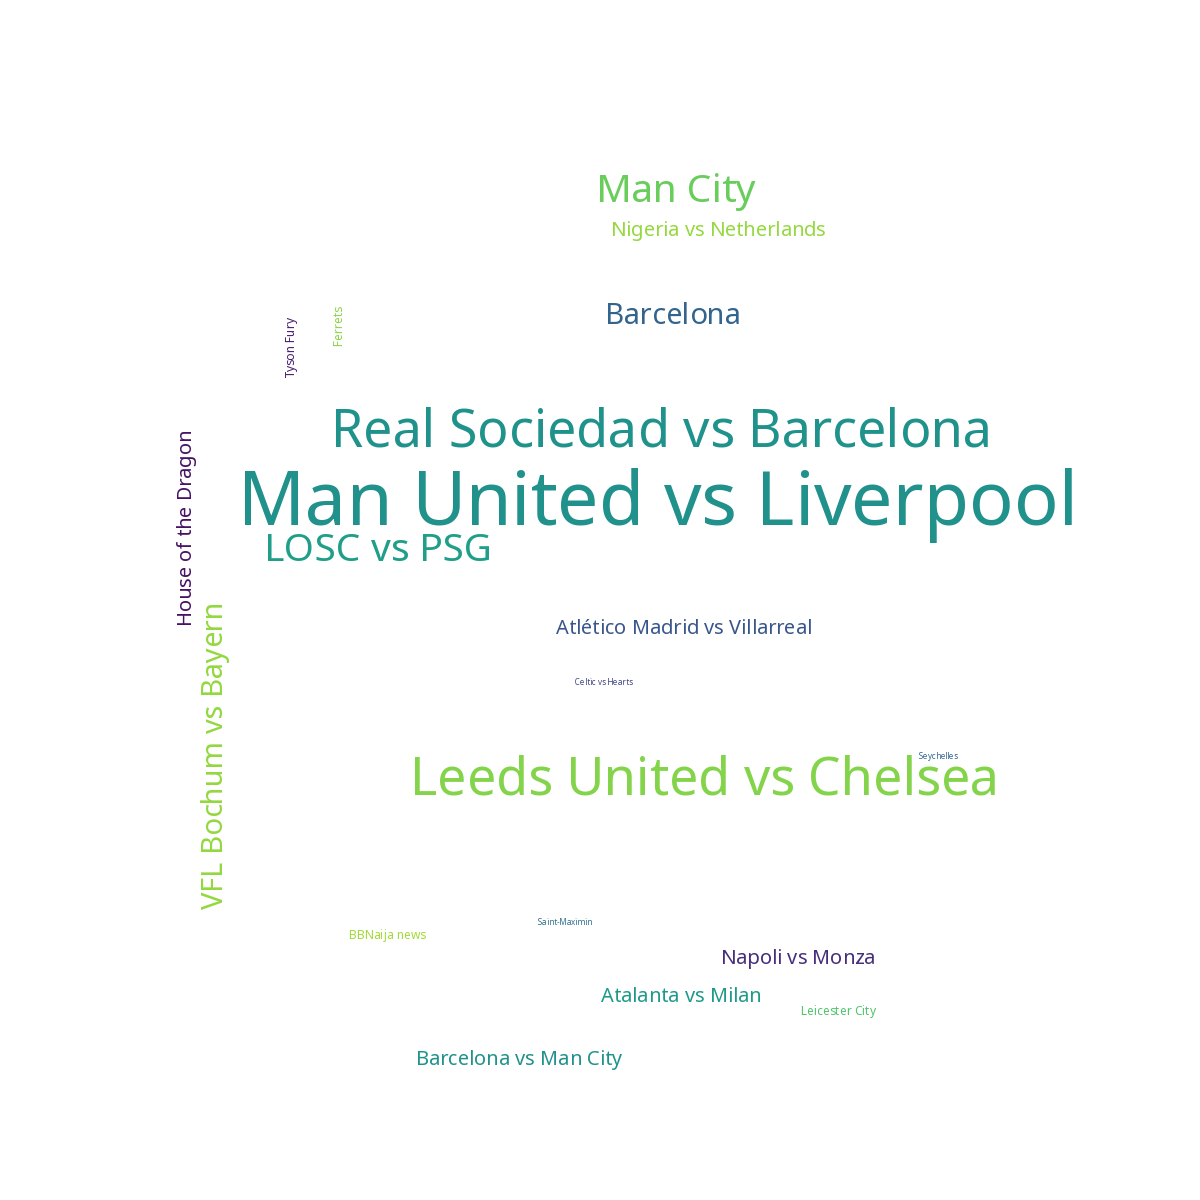 Man City
Nigeria vs Netherlands
Barcelona
Tyson Fury
Ferrets
Real Sociedad vs Barcelona
House of the Dragon
Man United vs Liverpool
LOSC vs PSG
VFL Bochum vs Bayern
Atlético Madrid vs Villarreal
Celtic vs Hearts
Seychelles
Leeds United vs Chelsea
Saint-Maximin
BBNaija news
Napoli vs Monza
Atalanta vs Milan
Leicester City
Barcelona vs Man City